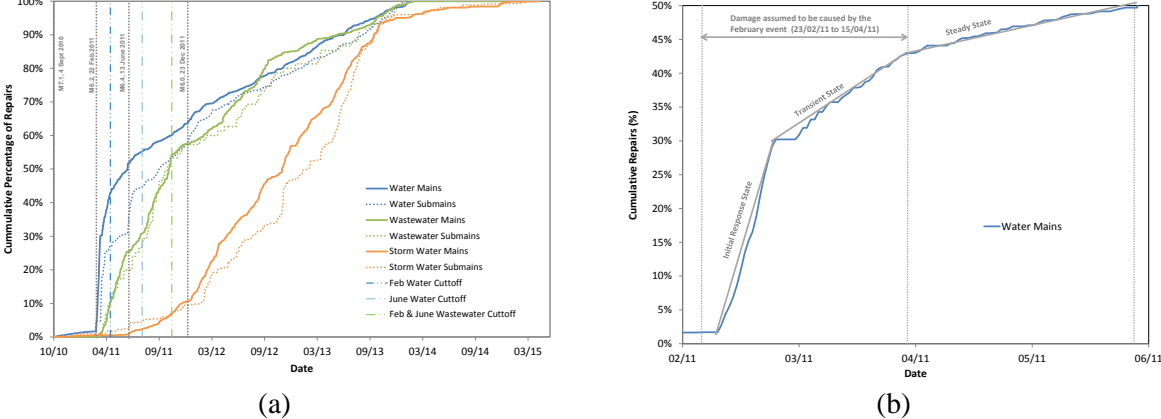 100%
90%
80%
70%
60%
50%
40%
30%
20%
10%
0%
Cummulative Percentage of Repairs
M7.1, 4 Sept 2010
M6.2, 22 Feb 2011
M6.4, 13 June 2011
M6.0, 23 Dec 2011
Water Mains
Water Submains
Wastewater Mains
Wastewater Submains
Storm Water Mains
Storm Water Submains
Feb Water Cuttoff
June Water Cuttoff
Feb & June Wastewater Cuttoff
10/10 04/11 09/11 03/12 09/12 03/13 09/13 03/14 09/14 03/15
Date
(a)
50%
45%
40%
35%
30%
25%
20%
15%
10%
5%
0%
Cumulative Repairs (%)
Damage assumed to be caused by the
February event (23/02/11 to 15/04/11)
Initial Response State
Transient State
Steady State
Water Mains
02/11 03/11 04/11 05/11 06/11
Date
(b)